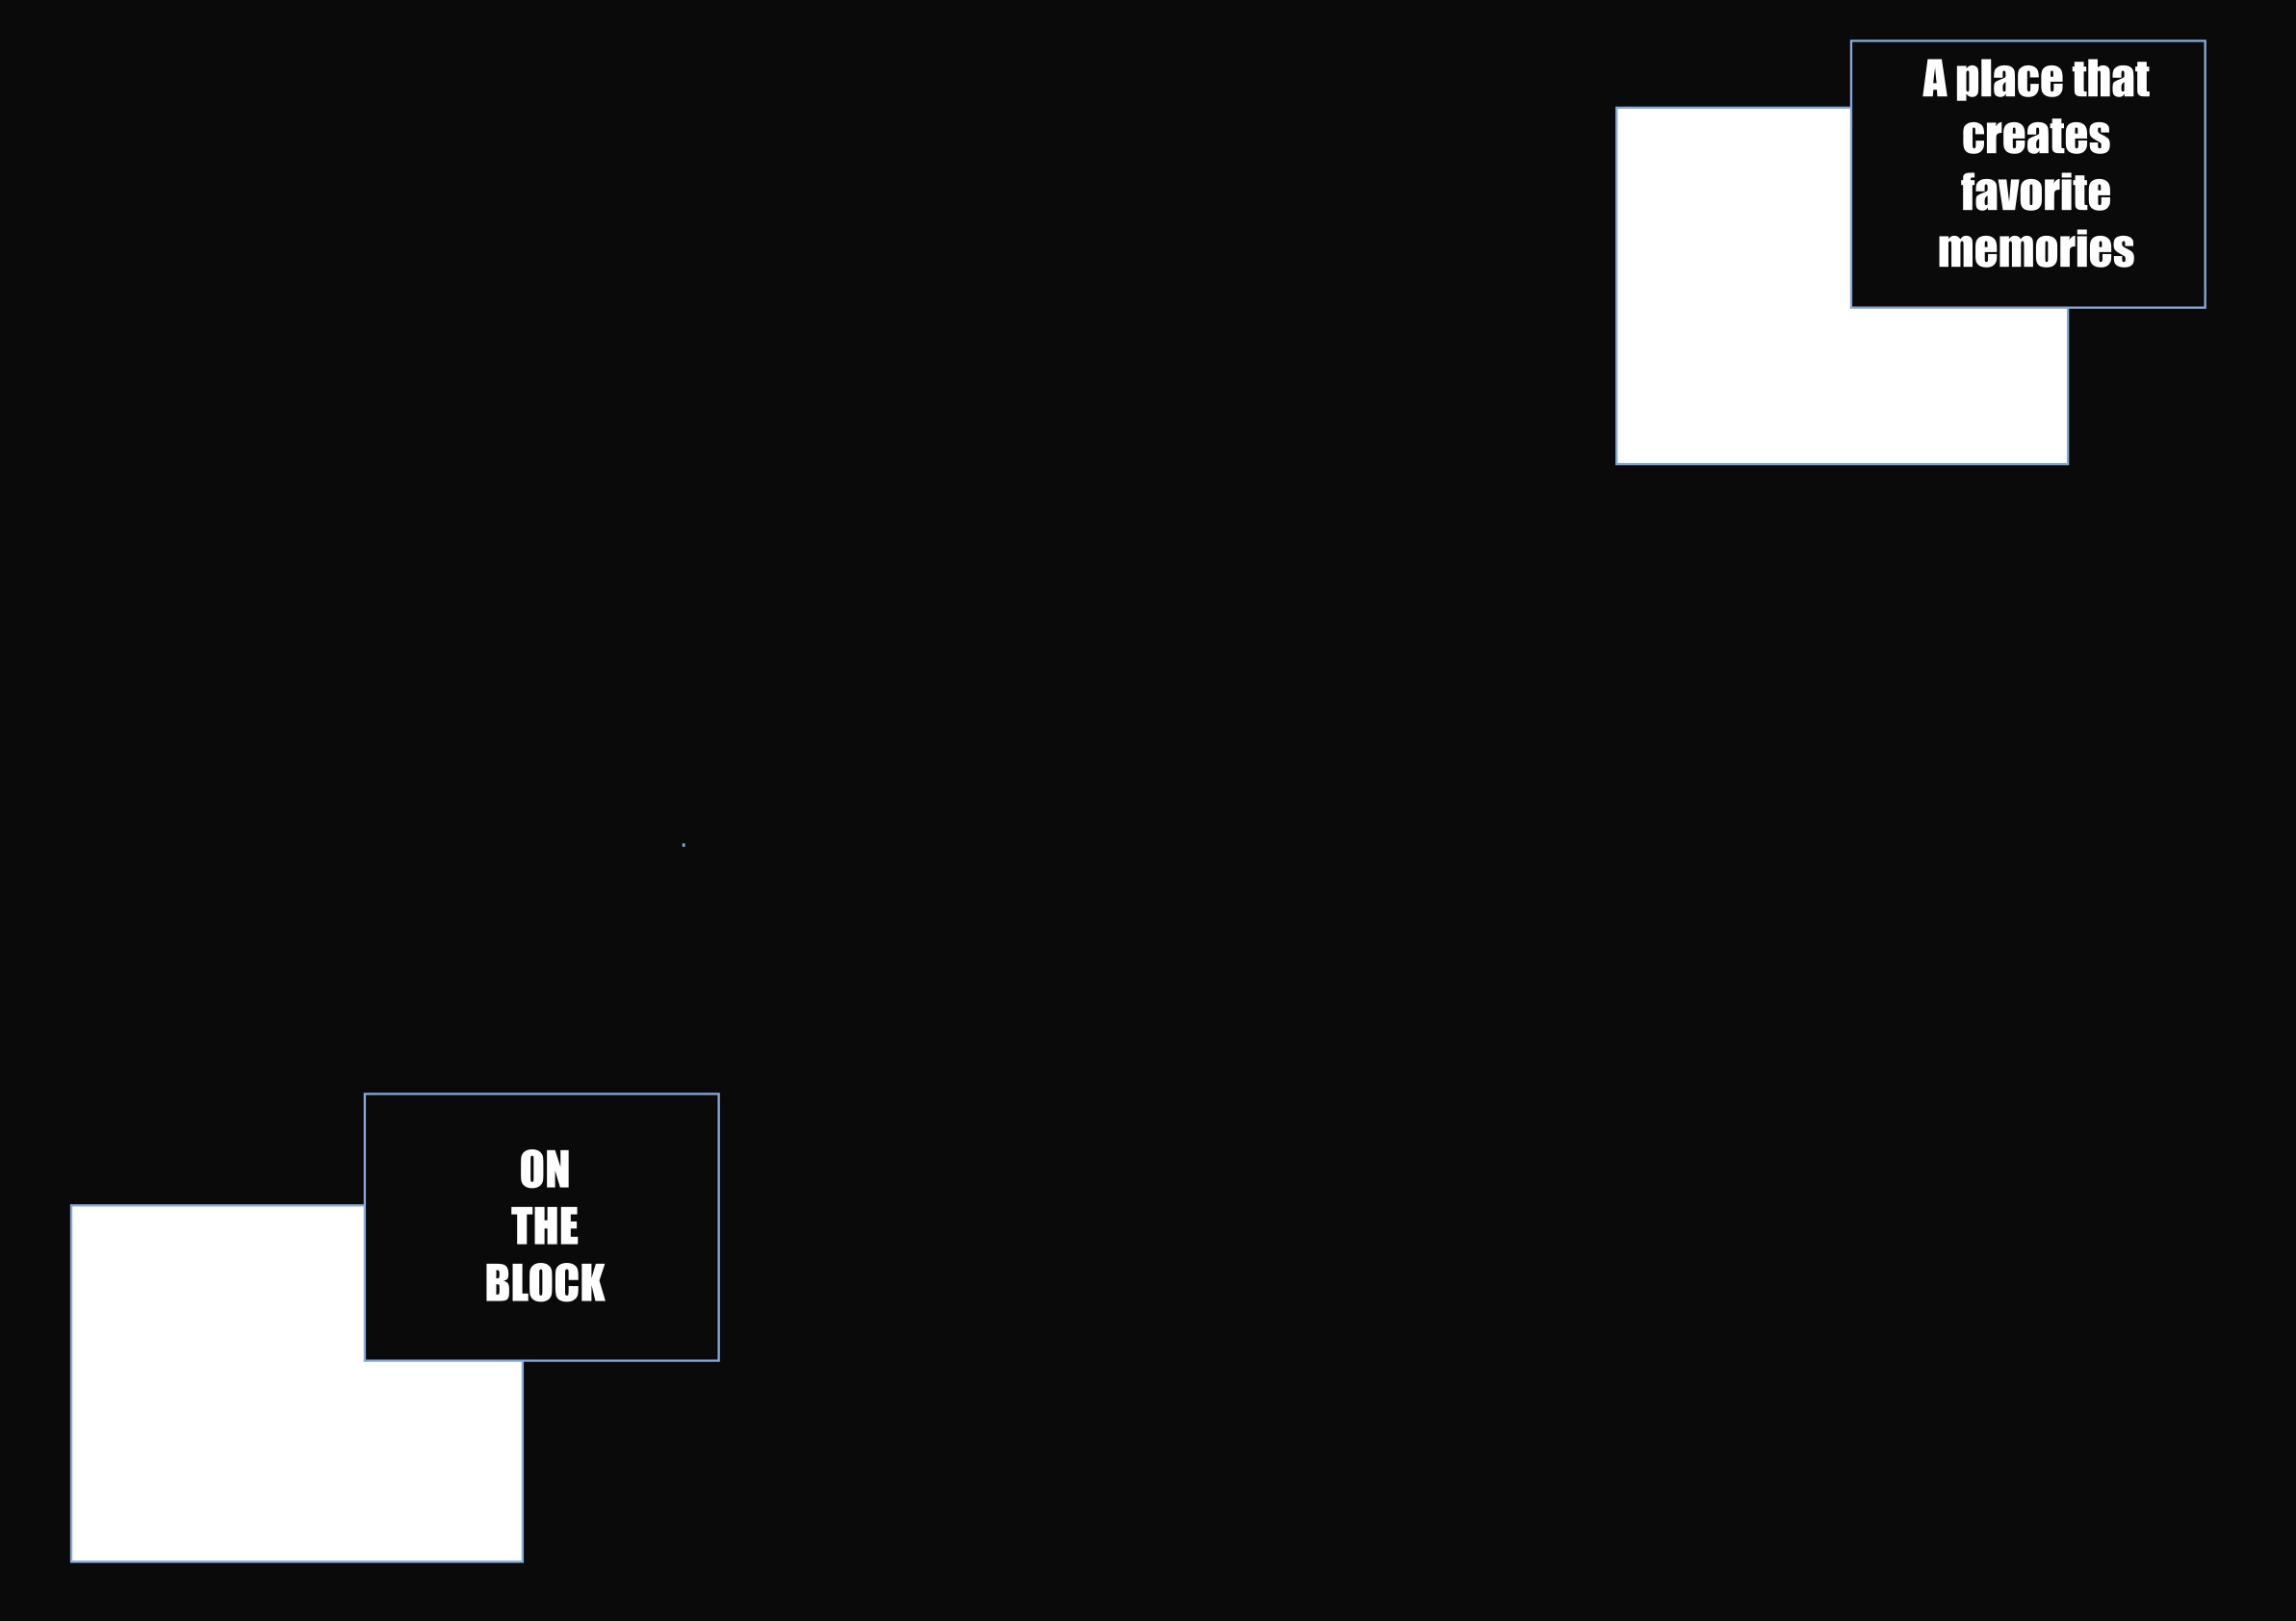 A place that
creates
favorite
memories
ON
THE
BLOCK